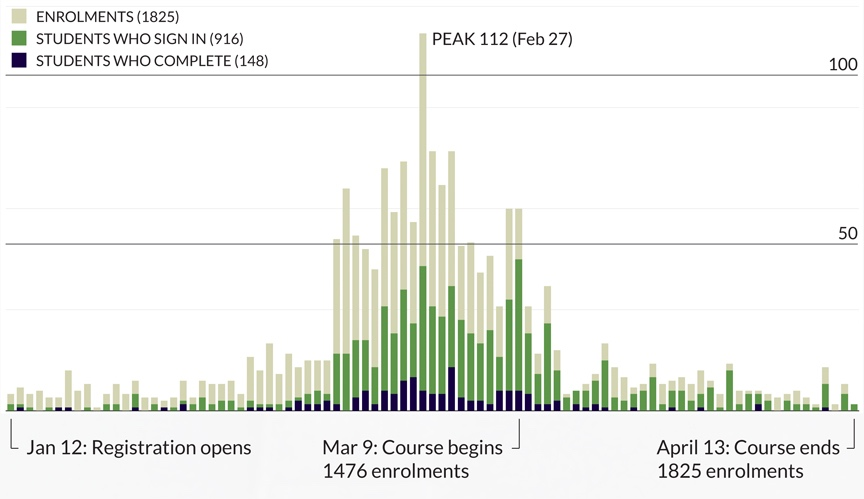 ENROLMENTS (1825)
STUDENTS WHO SIGN IN (916)
STUDENTS WHO COMPLETE (148)
PEAK 112 (Feb 27)
100
50
Jan 12: Registration opens
Mar 9: Course begins
1476 enrolments
April 13: Course ends
1825 enrolments